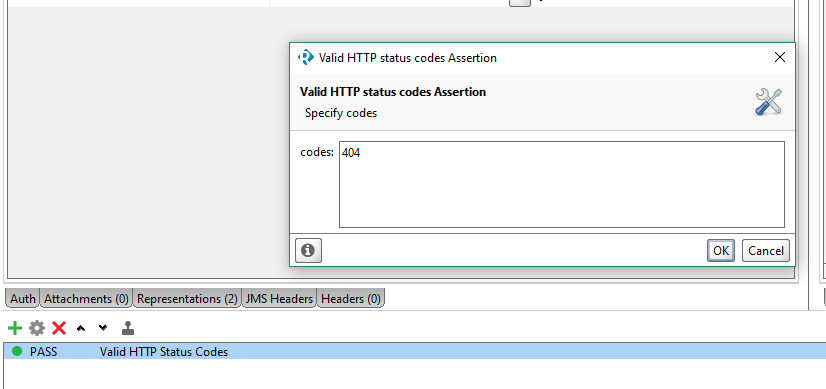 Valid HTTP status codes Assertion
Valid HTTP status codes Assertion
Specify codes
codes: 404
OK Cancel
Auth Attachments (0) Representations (2) JMS Headers Headers (0)
PASS Valid HTTP Status Codes